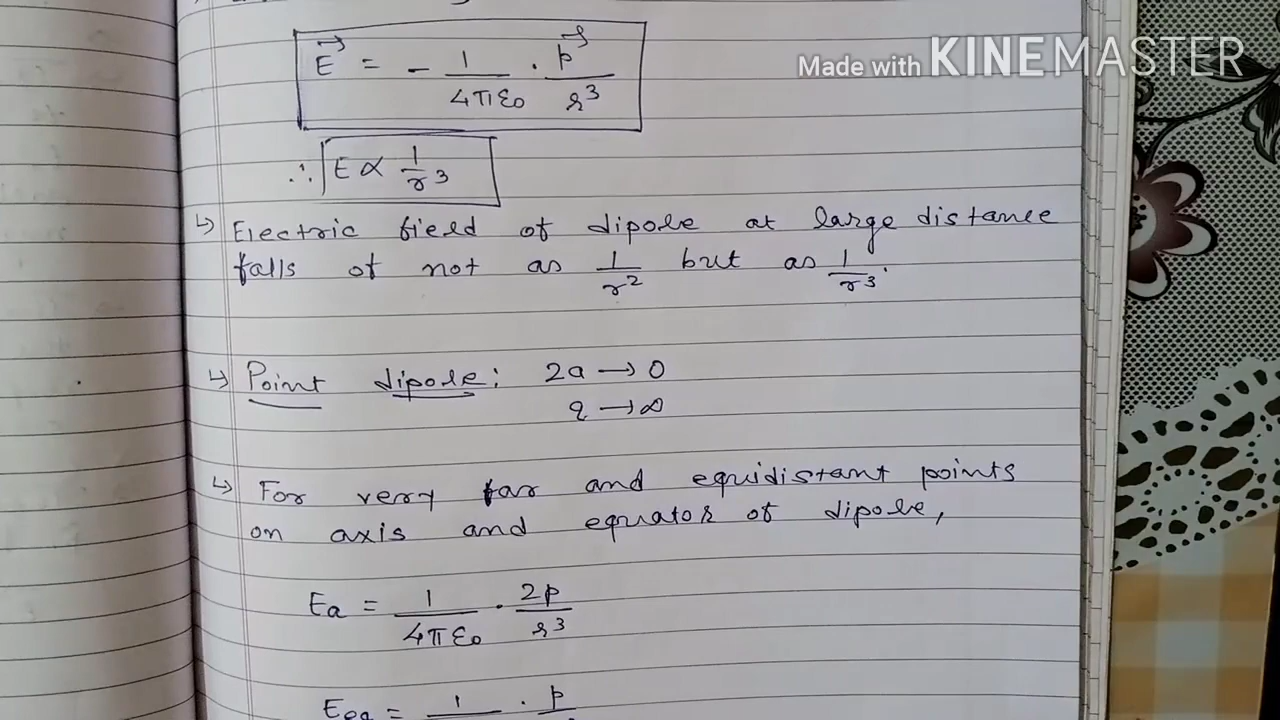 Made with KINEMASTER
E⃗ = - 1/4πε₀ · p⃗/r³
∴ E ∝ 1/r³
↳ Electric field of dipole at large distance
falls of not as 1/r² but as 1/r³.
↳ Point dipole: 2a → 0
q → ∞
↳ For very far and equidistant points
on axis and equator of dipole,
Ea = 1/4πε₀ · 2p/r³
Eeq = 1 · p